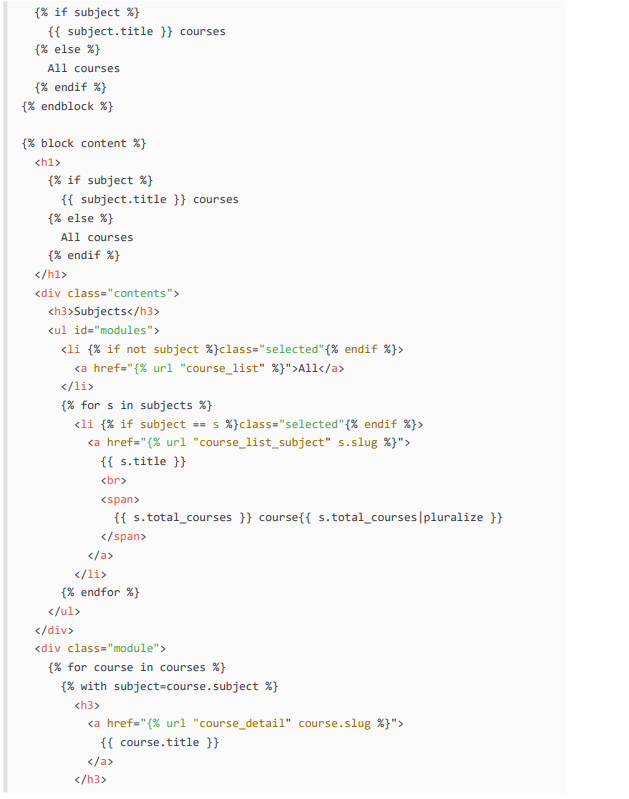 {% if subject %}
{{ subject.title }} courses
{% else %}
All courses
{% endif %}
{% endblock %}
{% block content %}
<h1>
{% if subject %}
{{ subject.title }} courses
{% else %}
All courses
{% endif %}
</h1>
<div class="contents">
<h3>Subjects</h3>
<ul id="modules">
<li {% if not subject %}class="selected"{% endif %}>
<a href="{% url "course_list" %}">All</a>
</li>
{% for s in subjects %}
<li {% if subject == s %}class="selected"{% endif %}>
<a href="{% url "course_list_subject" s.slug %}">
{{ s.title }}
<br>
<span>
{{ s.total_courses }} course{{ s.total_courses|pluralize }}
</span>
</a>
</li>
{% endfor %}
</ul>
</div>
<div class="module">
{% for course in courses %}
{% with subject=course.subject %}
<h3>
<a href="{% url "course_detail" course.slug %}">
{{ course.title }}
</a>
</h3>